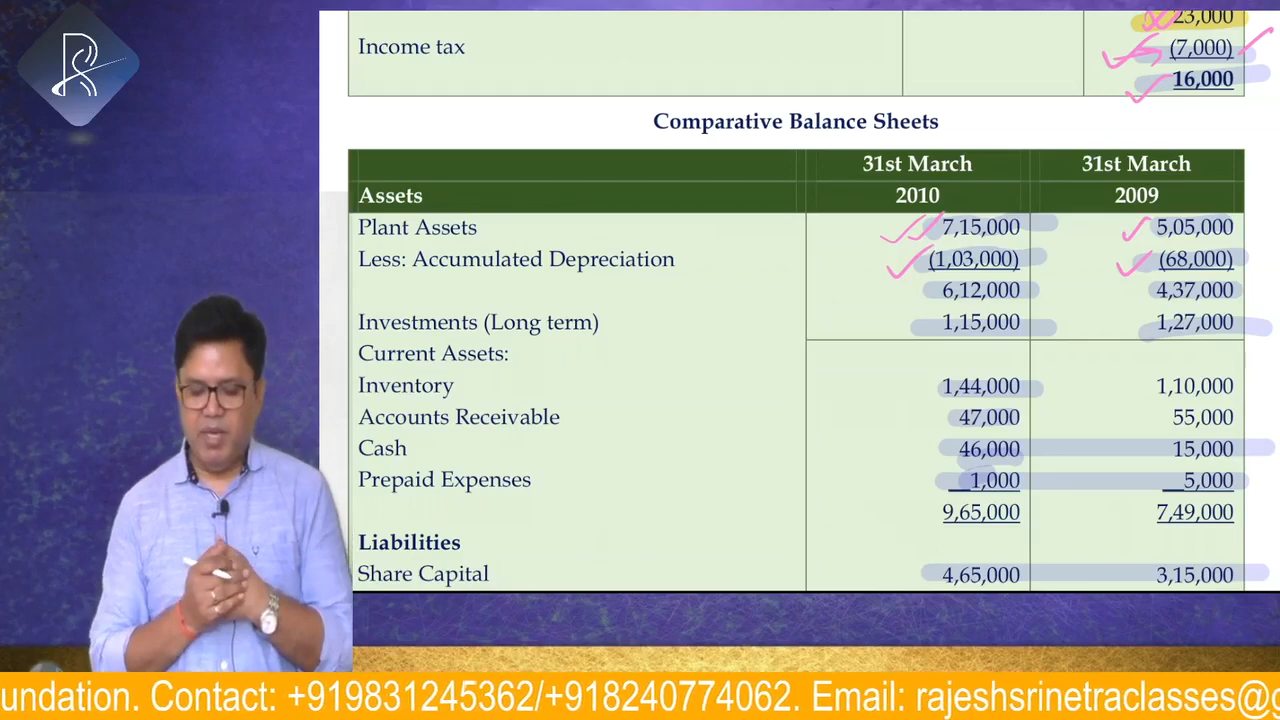 23,000
Income tax (7,000)
16,000
Comparative Balance Sheets
31st March 31st March
Assets 2010 2009
Plant Assets 7,15,000 5,05,000
Less: Accumulated Depreciation (1,03,000) (68,000)
6,12,000 4,37,000
Investments (Long term) 1,15,000 1,27,000
Current Assets:
Inventory 1,44,000 1,10,000
Accounts Receivable 47,000 55,000
Cash 46,000 15,000
Prepaid Expenses 1,000 5,000
9,65,000 7,49,000
Liabilities
Share Capital 4,65,000 3,15,000
undation. Contact: +919831245362/+918240774062. Email: rajeshsrinetraclasses@g